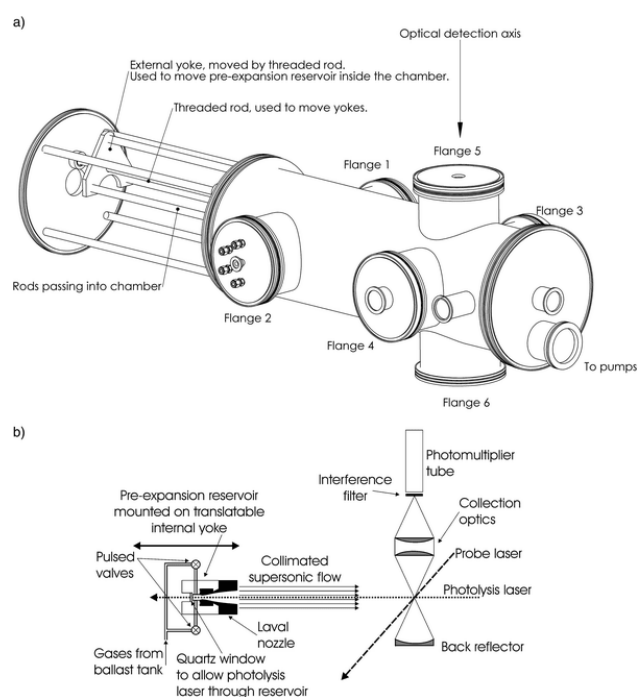 a)
Optical detection axis
External yoke, moved by threaded rod.
Used to move pre-expansion reservoir inside the chamber.
Threaded rod, used to move yokes.
Flange 1
Flange 5
Flange 3
Rods passing into chamber
Flange 2
Flange 4
To pumps
Flange 6
b)
Photomultiplier
tube
Interference
filter
Pre-expansion reservoir
mounted on translatable
internal yoke
Collection
optics
Pulsed
valves
Collimated
supersonic flow
Probe laser
Photolysis laser
Laval
nozzle
Back reflector
Gases from
ballast tank
Quartz window
to allow photolysis
laser through reservoir